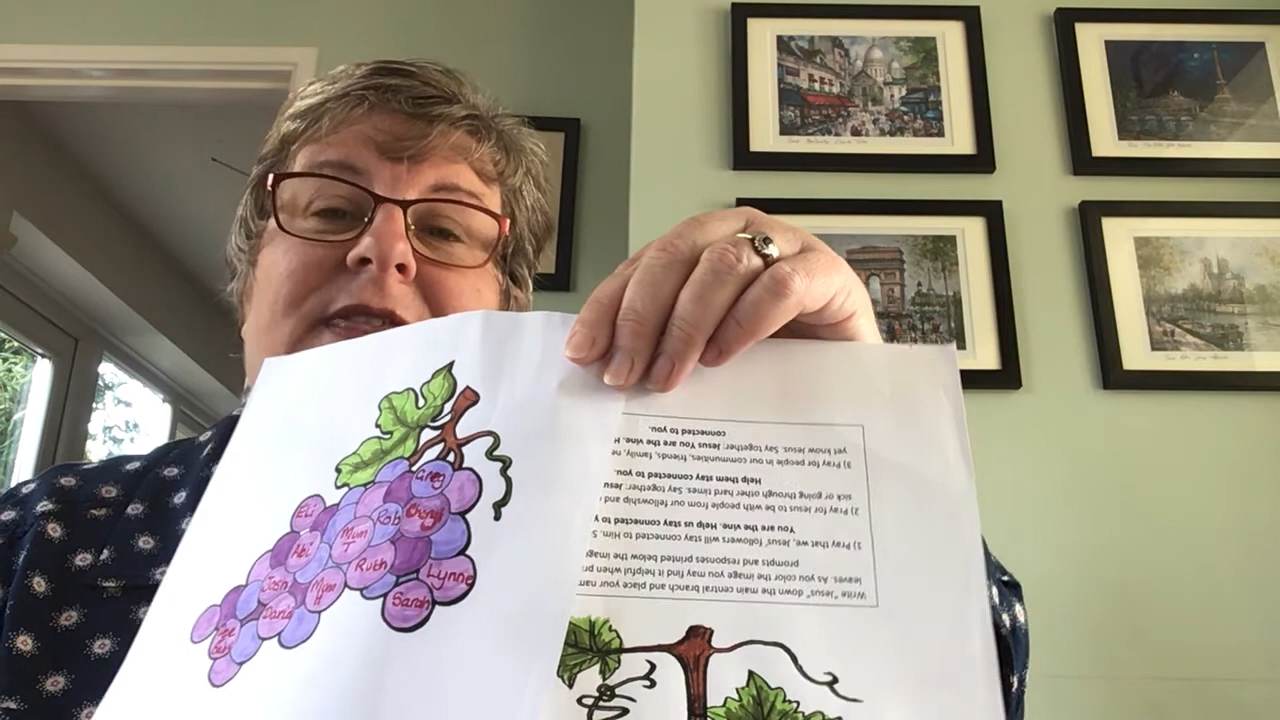 Greg
Eli
Rob
Cheryl
Mum
T
Abi
Ruth
Lynne
Josh
Mum
H
Sarah
Write "Jesus" down the main central branch and place your nam
leaves. As you color the image you may find it helpful when pr
prompts and responses printed below the image
1) Pray that, we, Jesus' followers will stay connected to Him. S
You are the vine. Help us stay connected to y
2) Pray for Jesus to be with people from our fellowship and
sick or going through other hard times. Say together: Jesu
Help them stay connected to you.
3) Pray for people in our communities, friends, family, ne
yet know Jesus. Say together: Jesus You are the vine. H
connected to you.